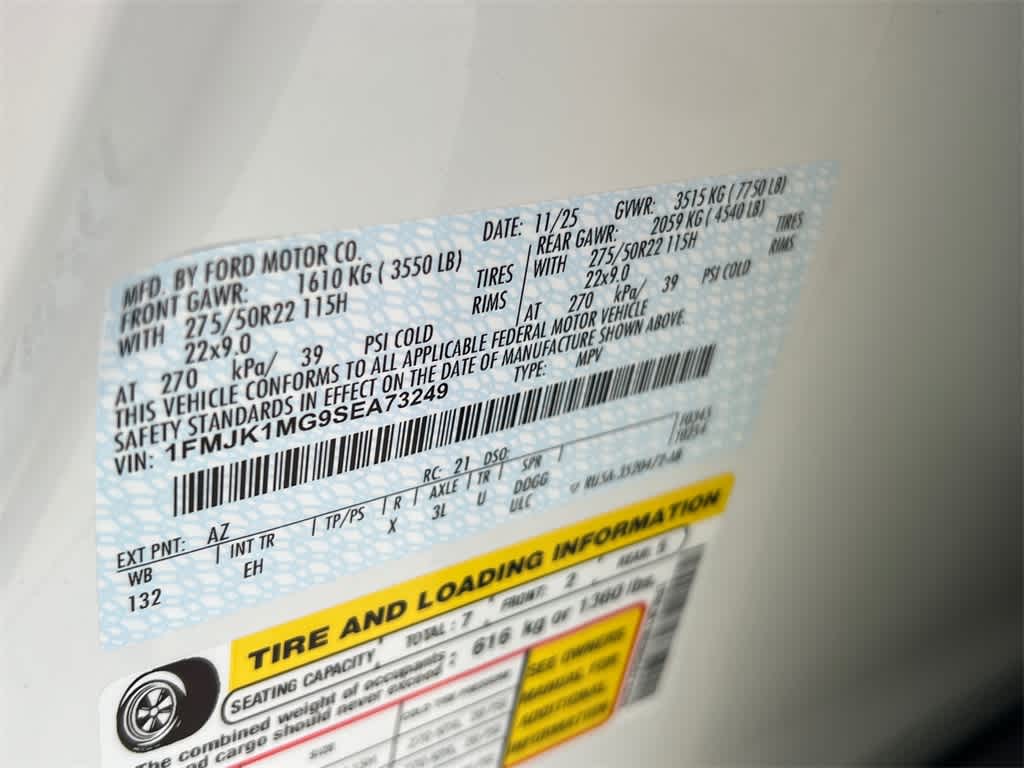 MFD. BY FORD MOTOR CO.
DATE: 11/25 GVWR: 3515 KG ( 7750 LB)
FRONT GAWR: 1610 KG ( 3550 LB)
REAR GAWR: 2059 KG ( 4540 LB)
WITH 275/50R22 115H TIRES
WITH 275/50R22 115H TIRES
22x9.0 RIMS
22x9.0 RIMS
AT 270 kPa/ 39 PSI COLD
AT 270 kPa/ 39 PSI COLD
THIS VEHICLE CONFORMS TO ALL APPLICABLE FEDERAL MOTOR VEHICLE
SAFETY STANDARDS IN EFFECT ON THE DATE OF MANUFACTURE SHOWN ABOVE.
VIN: 1FMJK1MG9SEA73249 TYPE: MPV
EXT PNT: AZ RC: 21 DSO:
WB INT TR TP/PS R AXLE TR SPR
132 EH X 3L U DDGG
ULC
TIRE AND LOADING INFORMATION
SEATING CAPACITY TOTAL : 7 FRONT: 2 REAR: 5
The combined weight of occupants : 616 kg or 1360 lbs.
and cargo should never exceed
SEE OWNERS
MANUAL FOR
ADDITIONAL
INFORMATION
SIZE